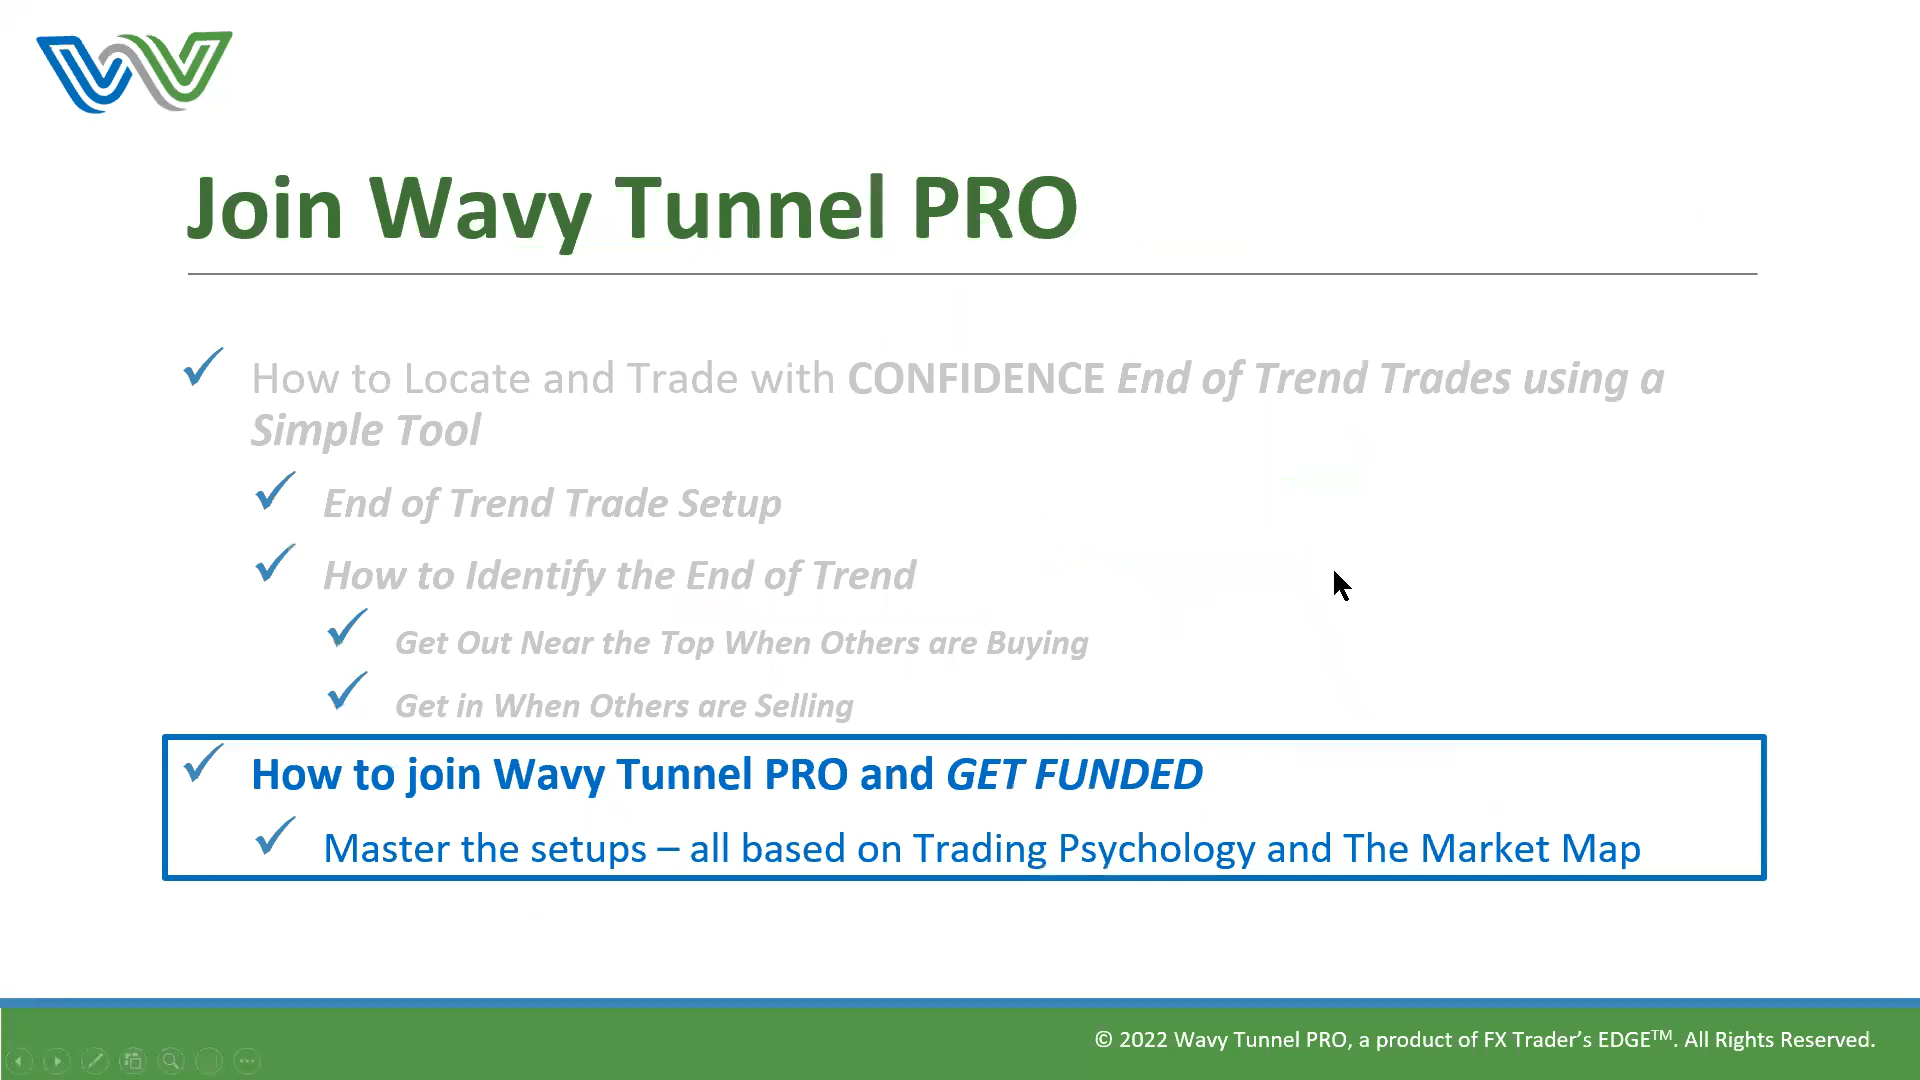 Join Wavy Tunnel PRO
How to Locate and Trade with CONFIDENCE End of Trend Trades using a
Simple Tool
End of Trend Trade Setup
How to Identify the End of Trend
Get Out Near the Top When Others are Buying
Get in When Others are Selling
How to join Wavy Tunnel PRO and GET FUNDED
Master the setups – all based on Trading Psychology and The Market Map
© 2022 Wavy Tunnel PRO, a product of FX Trader’s EDGE™. All Rights Reserved.